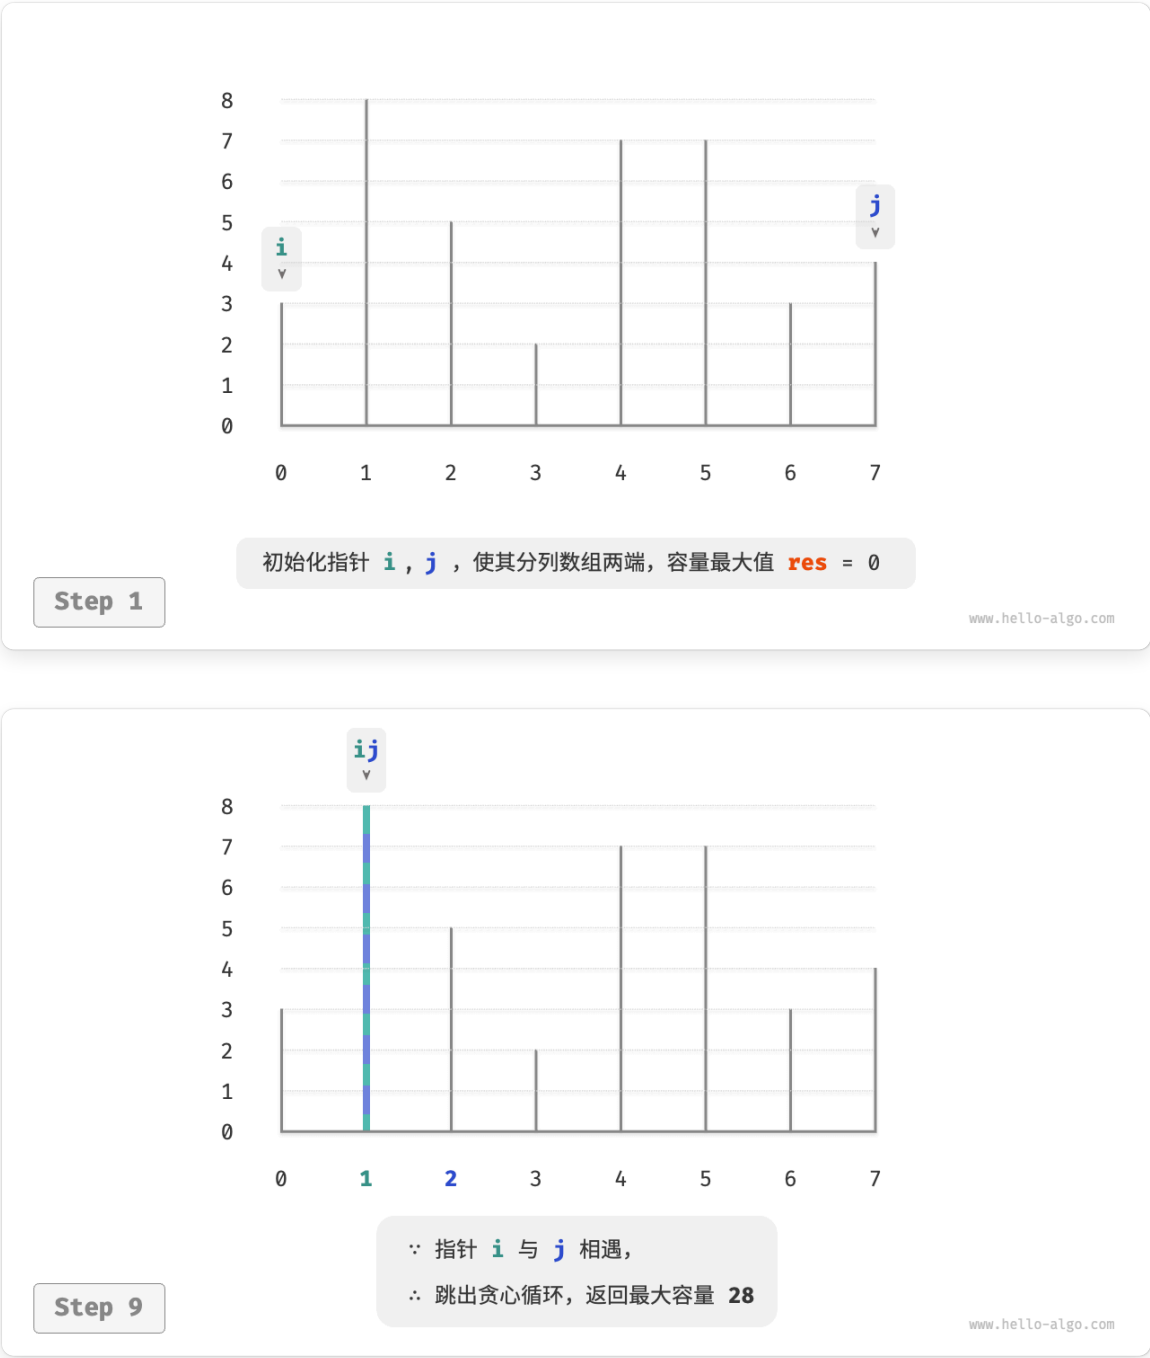 8
7
6
5
4
3
2
1
0
i
j
0 1 2 3 4 5 6 7
初始化指针 i , j ，使其分列数组两端，容量最大值 res = 0
Step 1
www.hello-algo.com
ij
8
7
6
5
4
3
2
1
0
0 1 2 3 4 5 6 7
∵ 指针 i 与 j 相遇，
∴ 跳出贪心循环，返回最大容量 28
Step 9
www.hello-algo.com